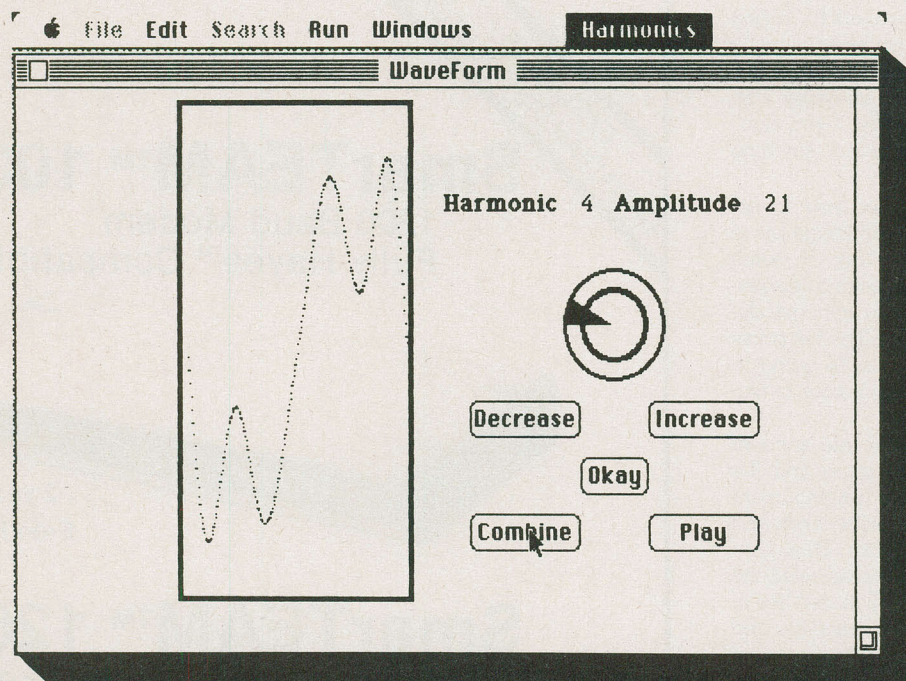 File Edit Search Run Windows Harmonics
WaveForm
Harmonic 4 Amplitude 21
Decrease Increase
Okay
Combine Play